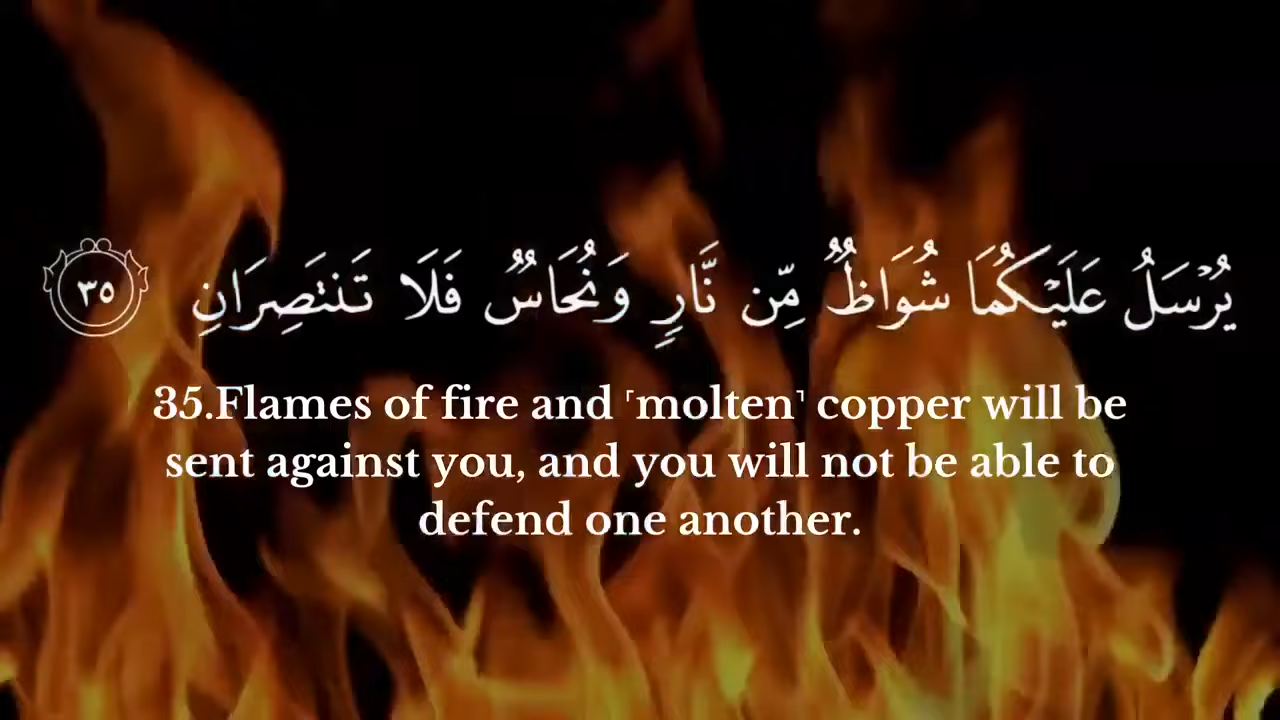 يُرْسَلُ عَلَيْكُمَا شُوَاظٌ مِّن نَّارٍ وَنُحَاسٌ فَلَا تَنتَصِرَانِ ٣٥
35.Flames of fire and ⸢molten⸣ copper will be
sent against you, and you will not be able to
defend one another.